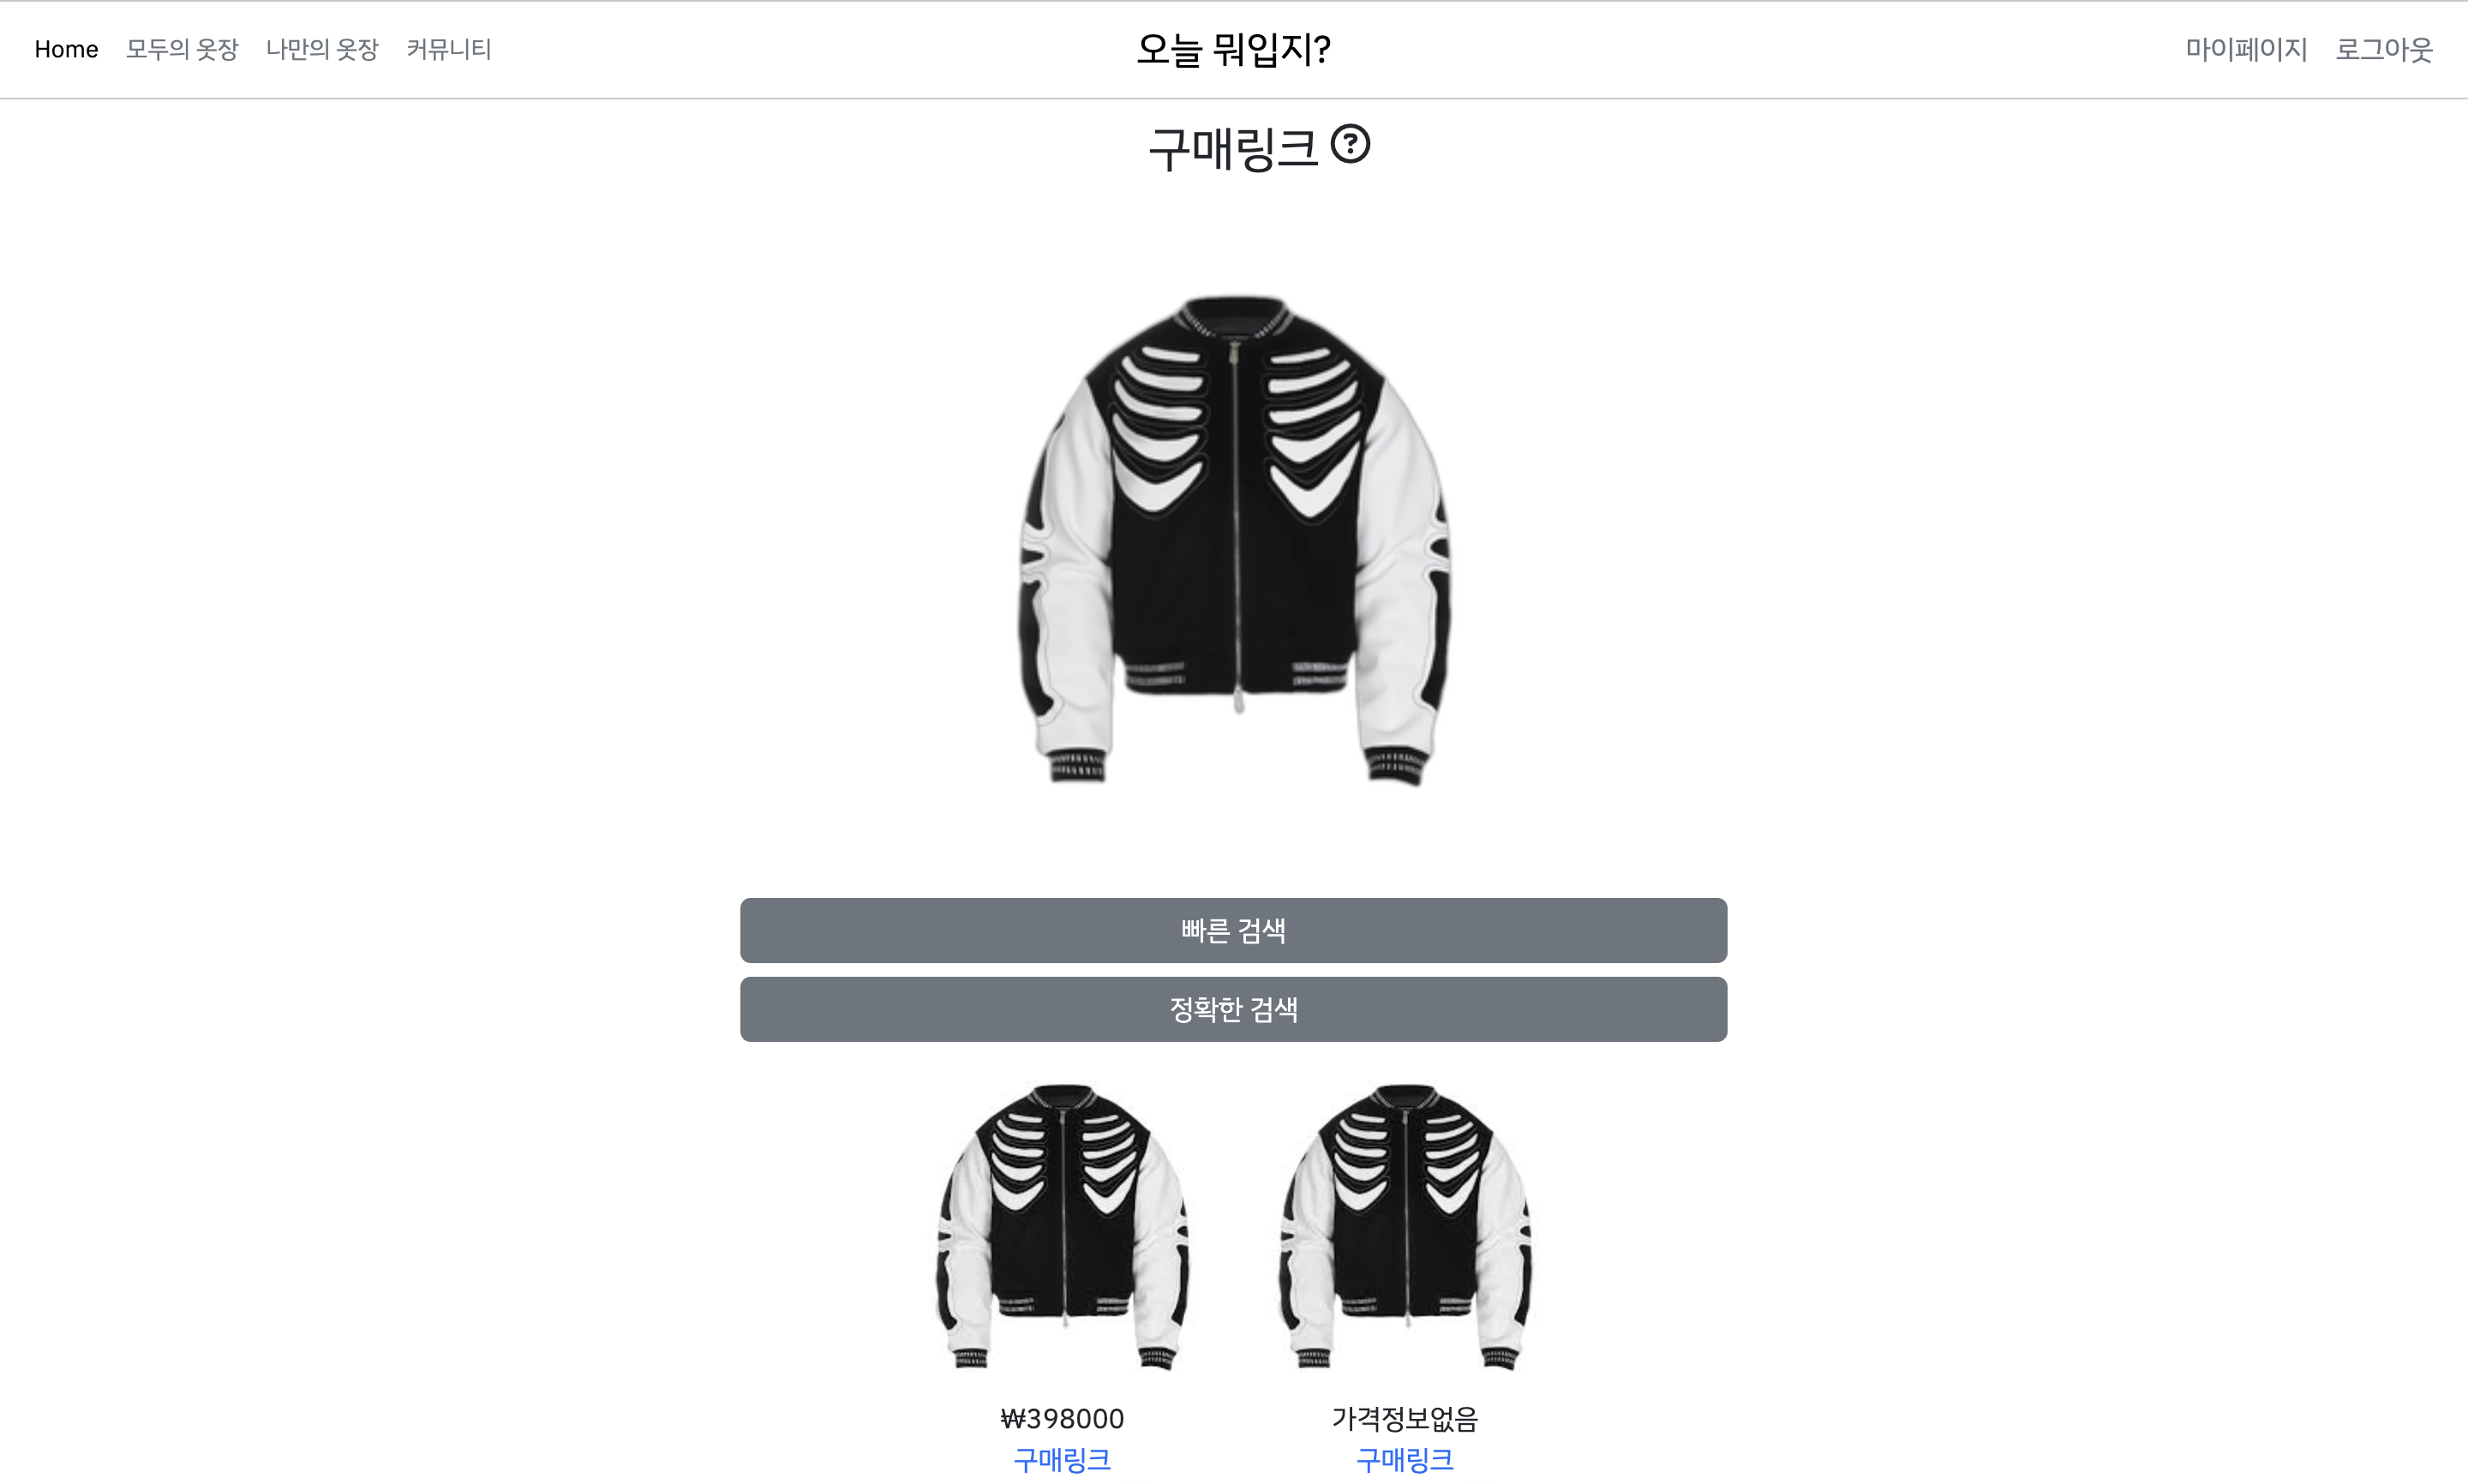 Home 모두의 옷장 나만의 옷장 커뮤니티 오늘 뭐입지? 마이페이지 로그아웃
구매링크 ?
빠른 검색
정확한 검색
₩398000 가격정보없음
구매링크 구매링크